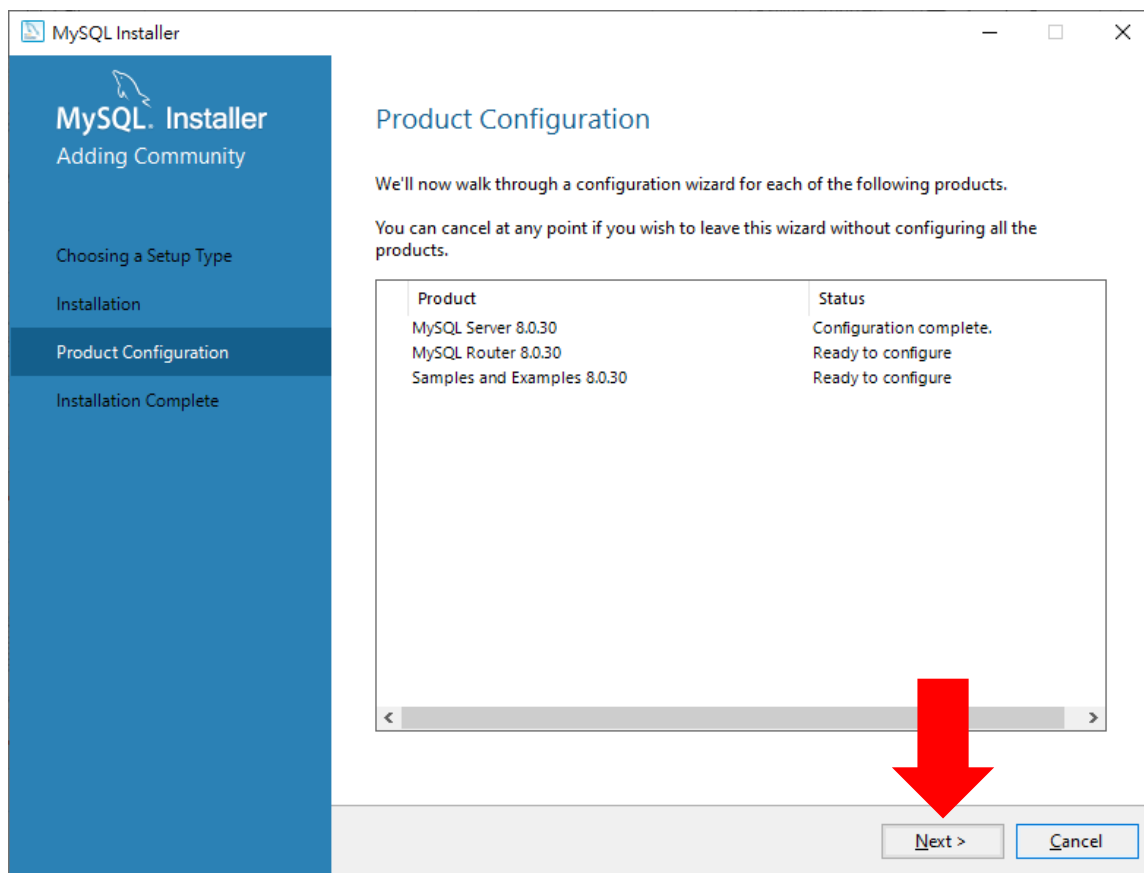 MySQL Installer
MySQL. Installer
Adding Community
Choosing a Setup Type
Installation
Product Configuration
Installation Complete
Product Configuration
We'll now walk through a configuration wizard for each of the following products.
You can cancel at any point if you wish to leave this wizard without configuring all the
products.
Product Status
MySQL Server 8.0.30 Configuration complete.
MySQL Router 8.0.30 Ready to configure
Samples and Examples 8.0.30 Ready to configure
Next > Cancel